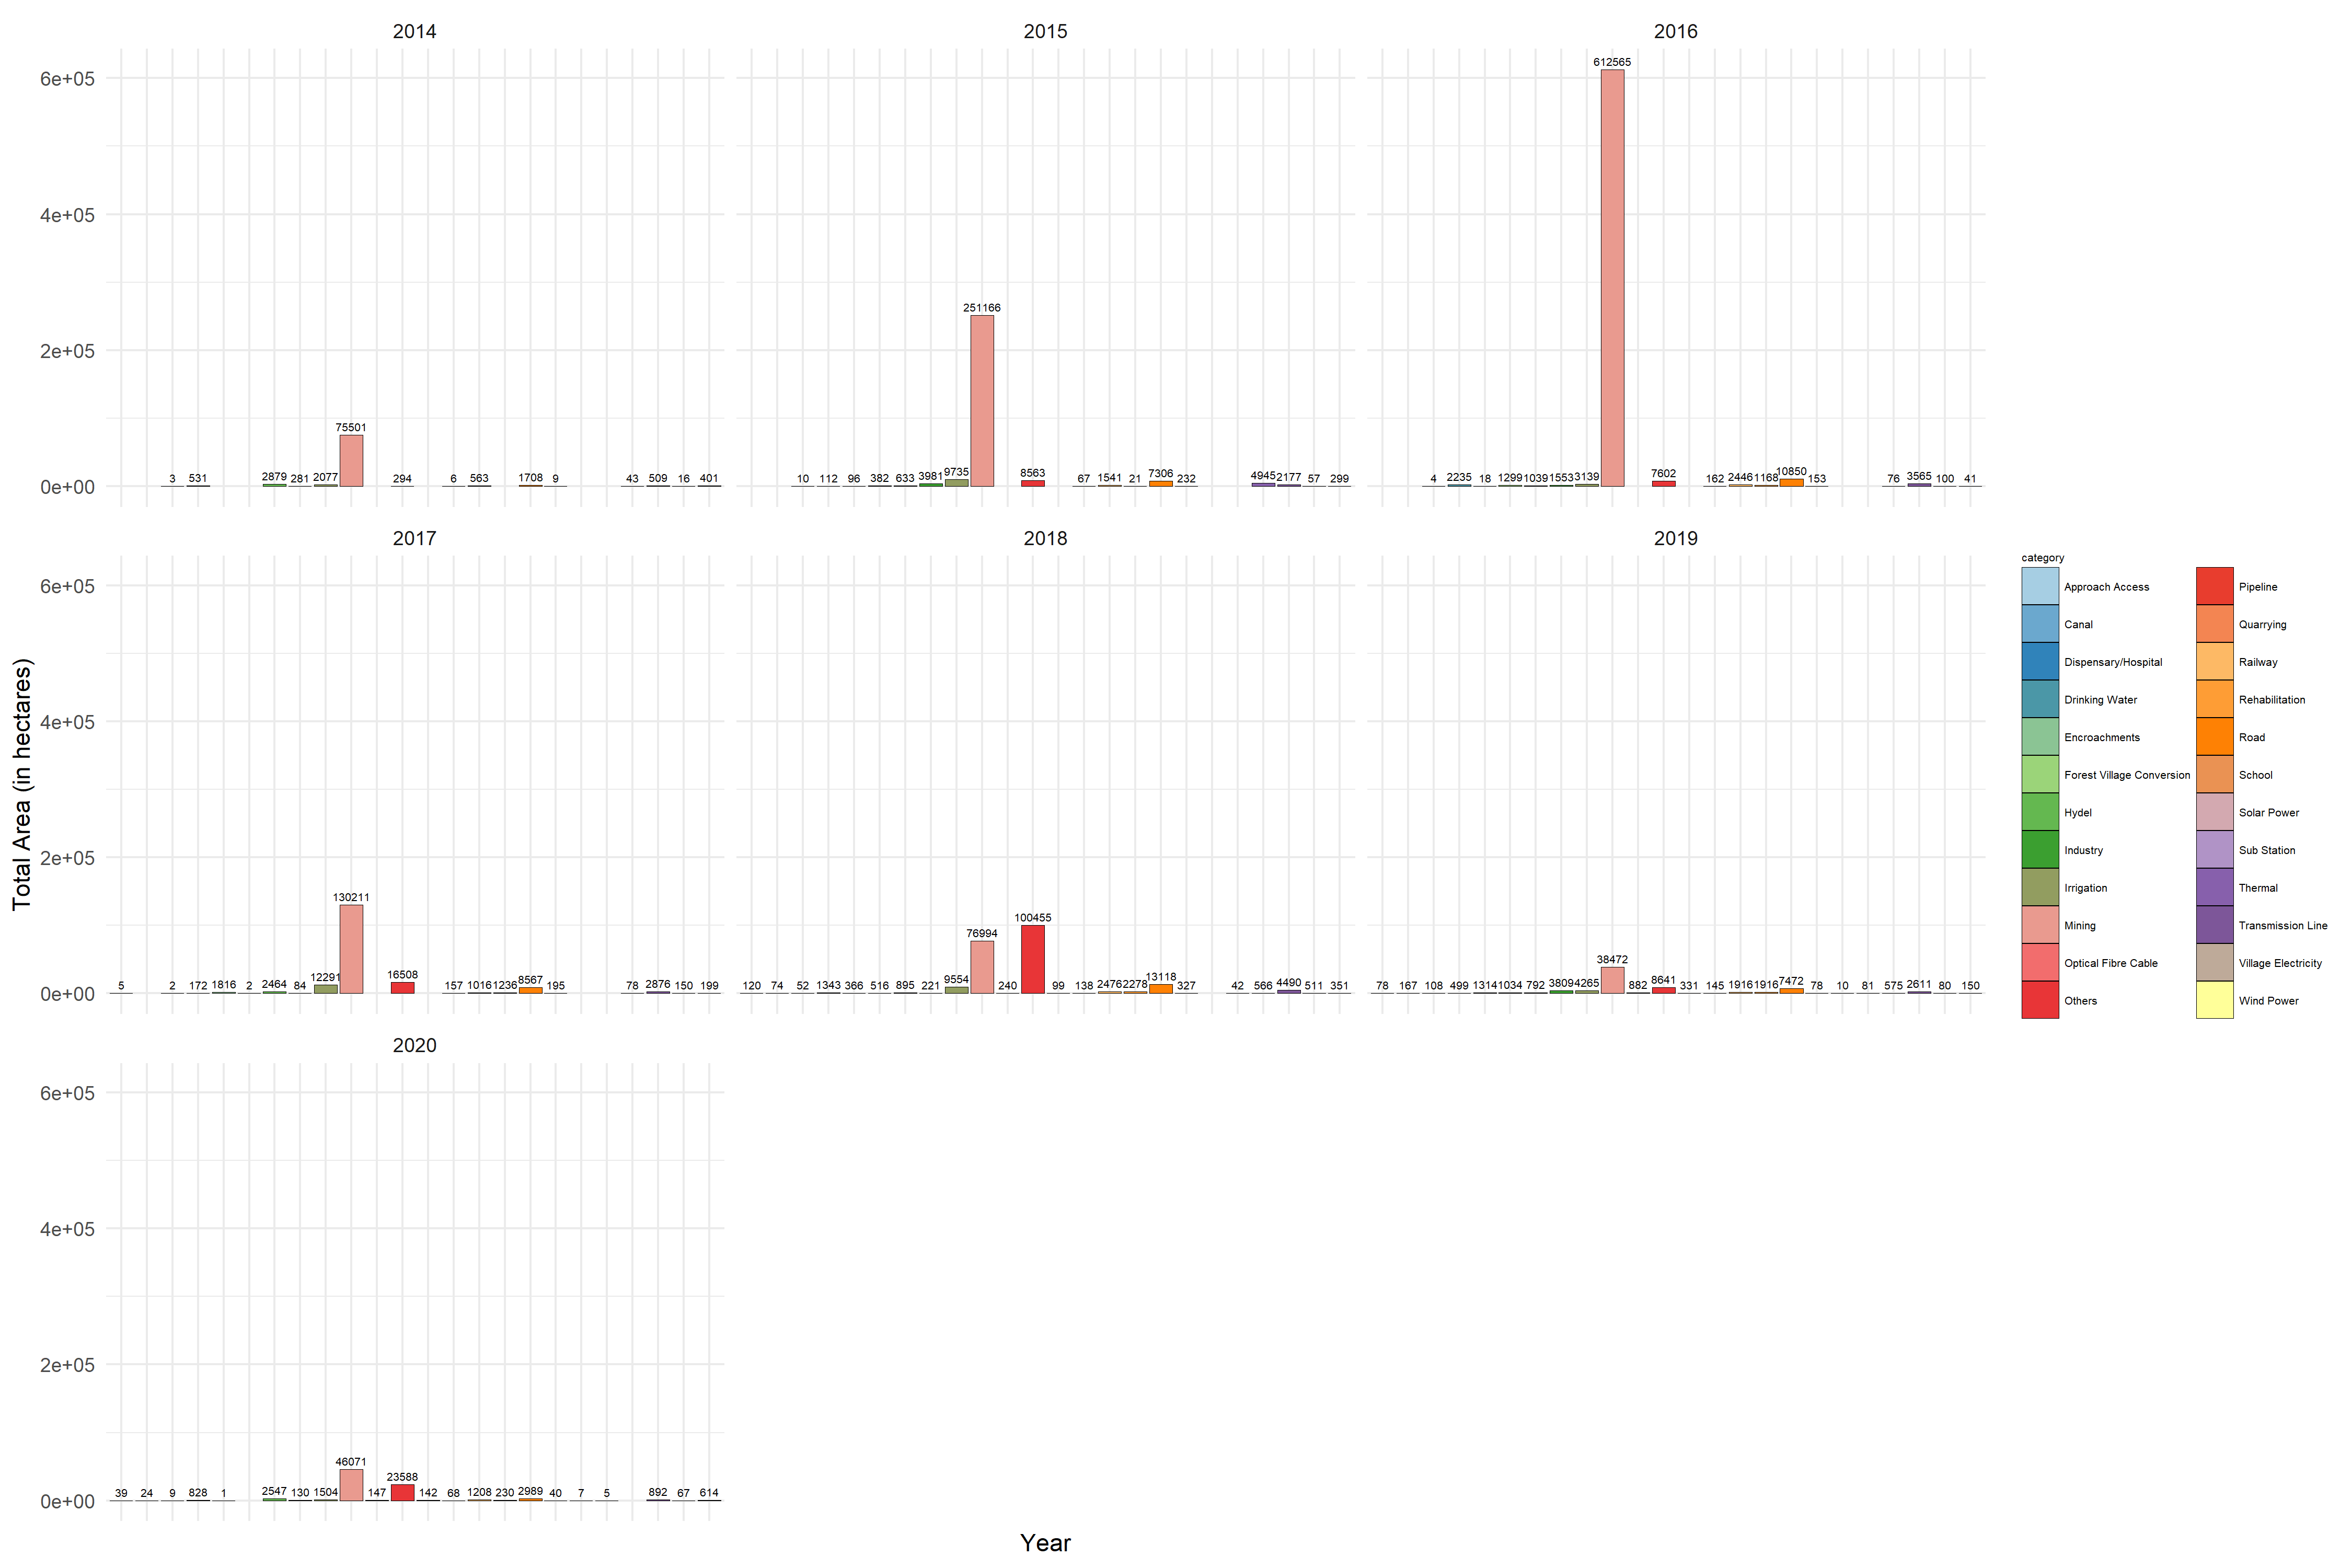 2014 2015 2016
6e+05
4e+05
2e+05
0e+00
3 531 2879 281 2077 75501 294 6 563 1708 9 43 509 16 401
10 112 96 382 633 3981 9735 251166 8563 67 1541 21 7306 232 4945 2177 57 299
4 2235 18 1299 1039 1553 3139 612565 7602 162 2446 1168 10850 153 76 3565 100 41
2017 2018 2019
6e+05
4e+05
2e+05
0e+00
5 2 172 1816 2 2464 84 12291 130211 16508 157 1016 1236 8567 195 78 2876 150 199
120 74 52 1343 366 516 895 221 9554 76994 240 100455 99 138 2476 2278 13118 327 42 566 4490 511 351
78 167 108 499 1314 1034 792 3809 4265 38472 882 8641 331 145 1916 1916 7472 78 10 81 575 2611 80 150
2020
6e+05
4e+05
2e+05
0e+00
39 24 9 828 1 2547 130 1504 46071 147 23588 142 68 1208 230 2989 40 7 5 892 67 614
Total Area (in hectares)
Year
category
Approach Access
Canal
Dispensary/Hospital
Drinking Water
Encroachments
Forest Village Conversion
Hydel
Industry
Irrigation
Mining
Optical Fibre Cable
Others
Pipeline
Quarrying
Railway
Rehabilitation
Road
School
Solar Power
Sub Station
Thermal
Transmission Line
Village Electricity
Wind Power